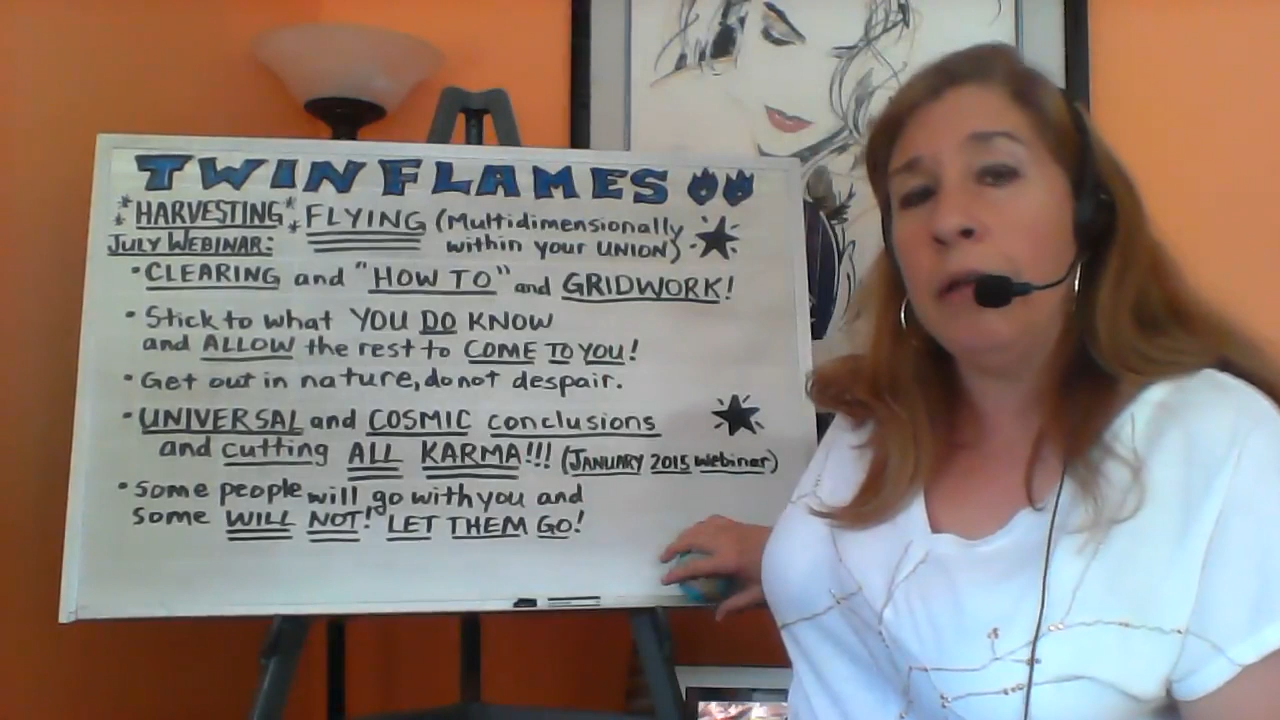 TWIN FLAMES
*HARVESTING* *FLYING (Multidimensionally
JULY WEBINAR: within your UNION)
• CLEARING and "HOW TO" and GRIDWORK!
• Stick to what YOU DO KNOW
and ALLOW the rest to COME TO YOU!
• Get out in nature, do not despair.
• UNIVERSAL and COSMIC conclusions
and cutting ALL KARMA!!! (JANUARY 2015 webinar)
• Some people will go with you and
some WILL NOT! LET THEM GO!